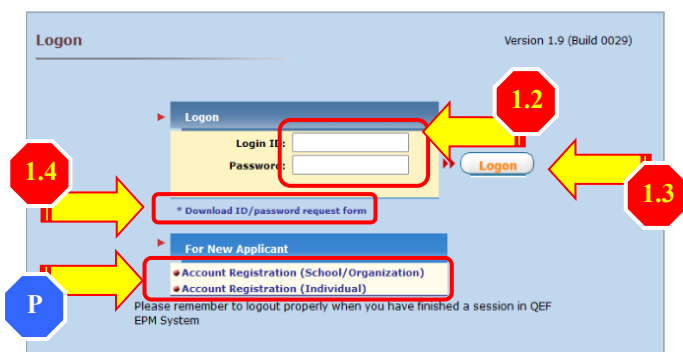 Logon
Version 1.9 (Build 0029)
1.2
Logon
Login ID:
Password:
Logon
1.4
1.3
* Download ID/password request form
For New Applicant
Account Registration (School/Organization)
Account Registration (Individual)
P
Please remember to logout properly when you have finished a session in QEF
EPM System